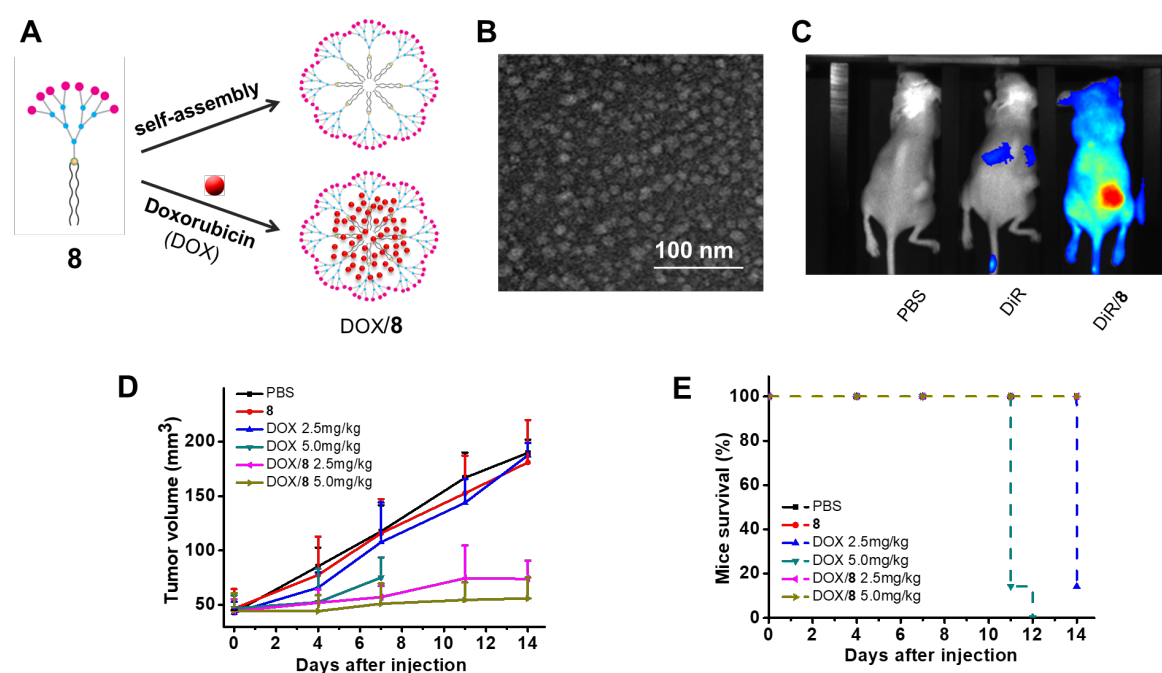 A
8
self-assembly
Doxorubicin
(DOX)
DOX/8
B
100 nm
C
PBS
DiR
DiR/8
D
PBS
8
DOX 2.5mg/kg
DOX 5.0mg/kg
DOX/8 2.5mg/kg
DOX/8 5.0mg/kg
Tumor volume (mm³)
200
150
100
50
0 2 4 6 8 10 12 14
Days after injection
E
Mice survival (%)
100
80
60
40
20
0
PBS
8
DOX 2.5mg/kg
DOX 5.0mg/kg
DOX/8 2.5mg/kg
DOX/8 5.0mg/kg
0 2 4 6 8 10 12 14
Days after injection